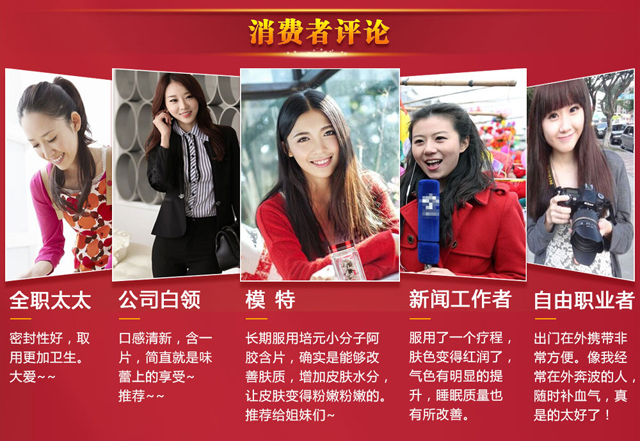 消费者评论
全职太太
密封性好，取
用更加卫生。
大爱~~
公司白领
口感清新，含一
片，简直就是味
蕾上的享受~
推荐~~
模 特
长期服用培元小分子阿
胶含片，确实是能够改
善肤质，增加皮肤水分，
让皮肤变得粉嫩粉嫩的。
推荐给姐妹们~
新闻工作者
服用了一个疗程，
肤色变得红润了，
气色有明显的提
升，睡眠质量也
有所改善。
自由职业者
出门在外携带非
常方便。像我经
常在外奔波的人，
随时补血气，真
是的太好了！